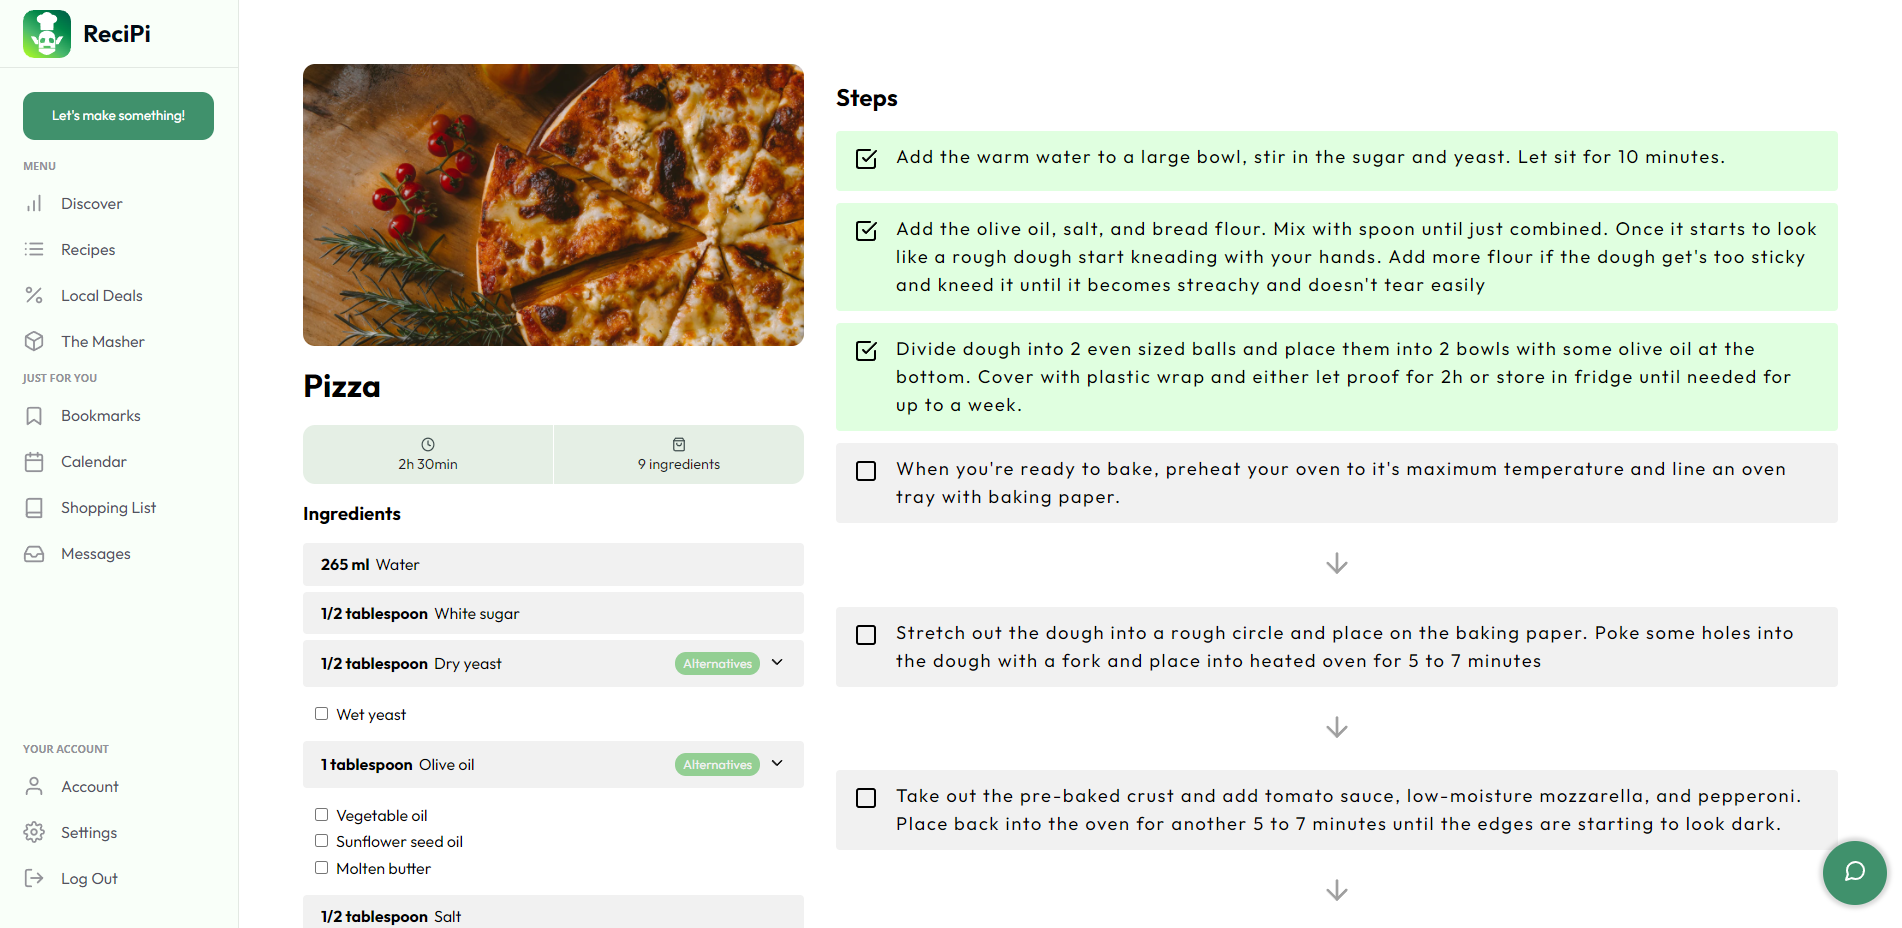 ReciPi
Let's make something!
MENU
Discover
Recipes
Local Deals
The Masher
JUST FOR YOU
Bookmarks
Calendar
Shopping List
Messages
YOUR ACCOUNT
Account
Settings
Log Out
Pizza
2h 30min
9 ingredients
Ingredients
265 ml Water
1/2 tablespoon White sugar
1/2 tablespoon Dry yeast Alternatives
Wet yeast
1 tablespoon Olive oil Alternatives
Vegetable oil
Sunflower seed oil
Molten butter
1/2 tablespoon Salt
Steps
Add the warm water to a large bowl, stir in the sugar and yeast. Let sit for 10 minutes.
Add the olive oil, salt, and bread flour. Mix with spoon until just combined. Once it starts to look
like a rough dough start kneading with your hands. Add more flour if the dough get's too sticky
and kneed it until it becomes streachy and doesn't tear easily
Divide dough into 2 even sized balls and place them into 2 bowls with some olive oil at the
bottom. Cover with plastic wrap and either let proof for 2h or store in fridge until needed for
up to a week.
When you're ready to bake, preheat your oven to it's maximum temperature and line an oven
tray with baking paper.
Stretch out the dough into a rough circle and place on the baking paper. Poke some holes into
the dough with a fork and place into heated oven for 5 to 7 minutes
Take out the pre-baked crust and add tomato sauce, low-moisture mozzarella, and pepperoni.
Place back into the oven for another 5 to 7 minutes until the edges are starting to look dark.